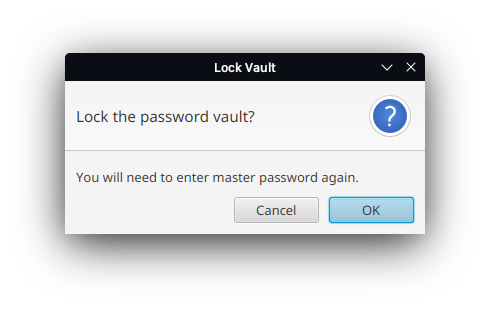 Lock Vault
Lock the password vault?
?
You will need to enter master password again.
Cancel OK